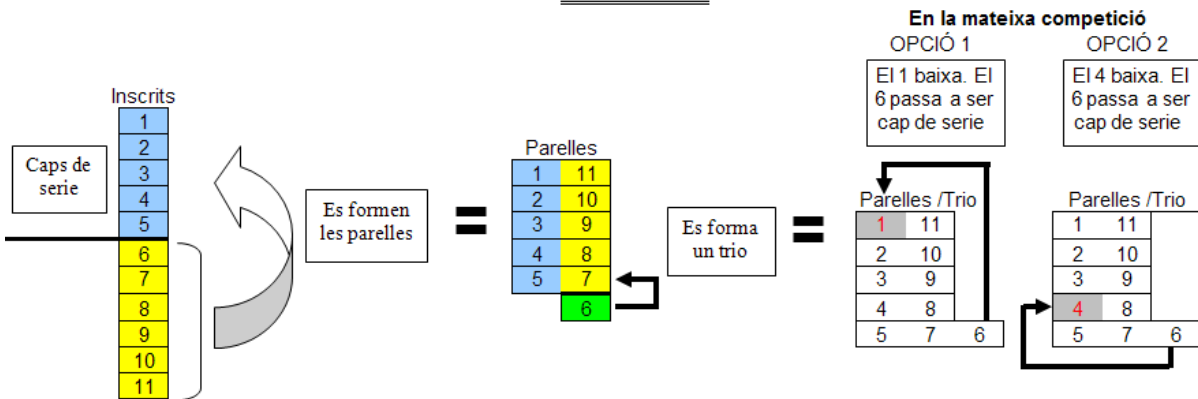 En la mateixa competició
OPCIÓ 1
OPCIÓ 2
El 1 baixa. El
6 passa a ser
cap de serie
El 4 baixa. El
6 passa a ser
cap de serie
Inscrits
1
2
3
4
5
6
7
8
9
10
11
Caps de
serie
Es formen
les parelles
=
Parelles
1 11
2 10
3 9
4 8
5 7
6
Es forma
un trio
=
Parelles /Trio
1 11
2 10
3 9
4 8
5 7 6
Parelles /Trio
1 11
2 10
3 9
4 8
5 7 6